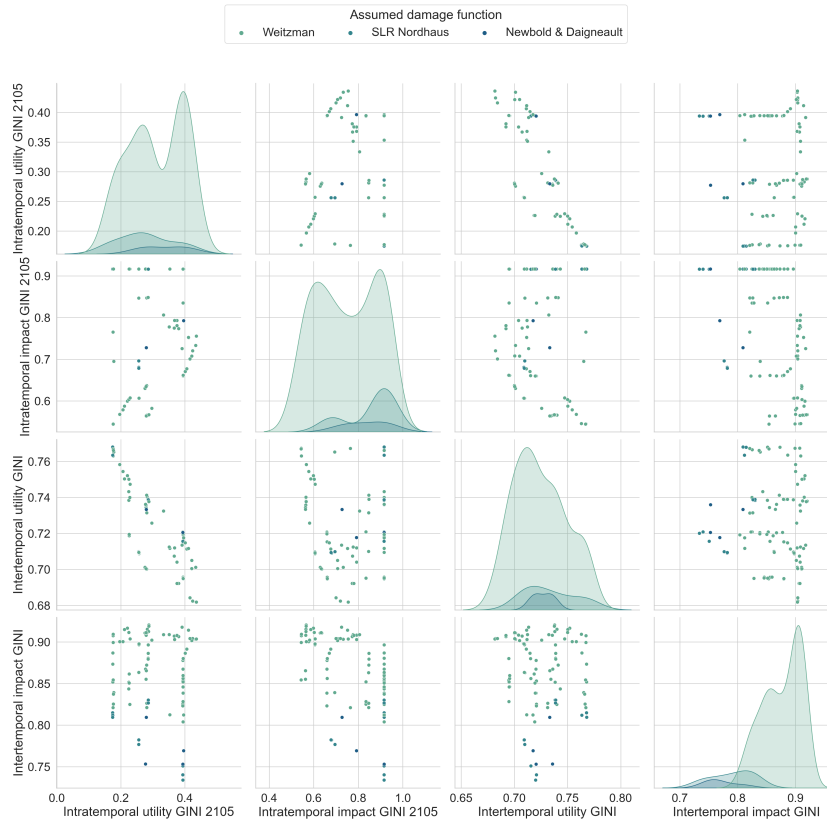 Assumed damage function
Weitzman
SLR Nordhaus
Newbold & Daigneault
Intratemporal utility GINI 2105
0.40
0.35
0.30
0.25
0.20
Intratemporal impact GINI 2105
0.9
0.8
0.7
0.6
Intertemporal utility GINI
0.76
0.74
0.72
0.70
0.68
Intertemporal impact GINI
0.90
0.85
0.80
0.75
0.0 0.2 0.4
0.4 0.6 0.8 1.0
0.65 0.70 0.75 0.80
0.7 0.8 0.9
Intratemporal utility GINI 2105
Intratemporal impact GINI 2105
Intertemporal utility GINI
Intertemporal impact GINI